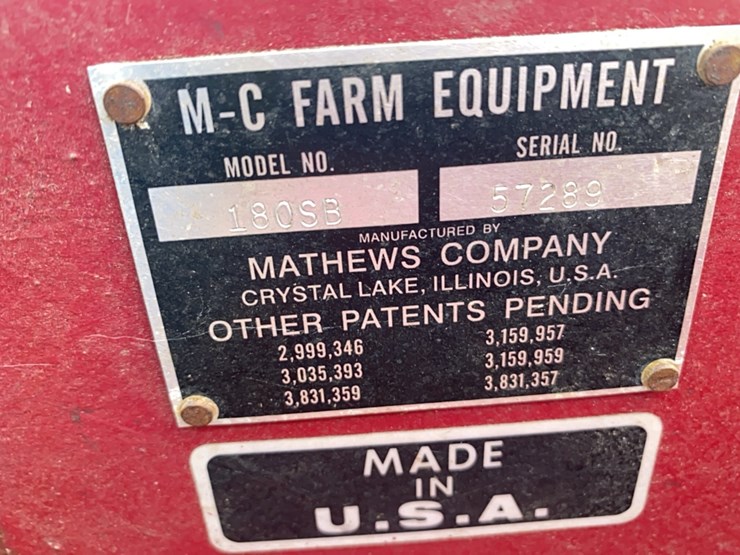 M-C FARM EQUIPMENT
MODEL NO.
SERIAL NO.
180SB
57289
MANUFACTURED BY
MATHEWS COMPANY
CRYSTAL LAKE, ILLINOIS, U.S.A.
OTHER PATENTS PENDING
2,999,346
3,159,957
3,035,393
3,159,959
3,831,359
3,831,357
MADE
IN
U.S.A.